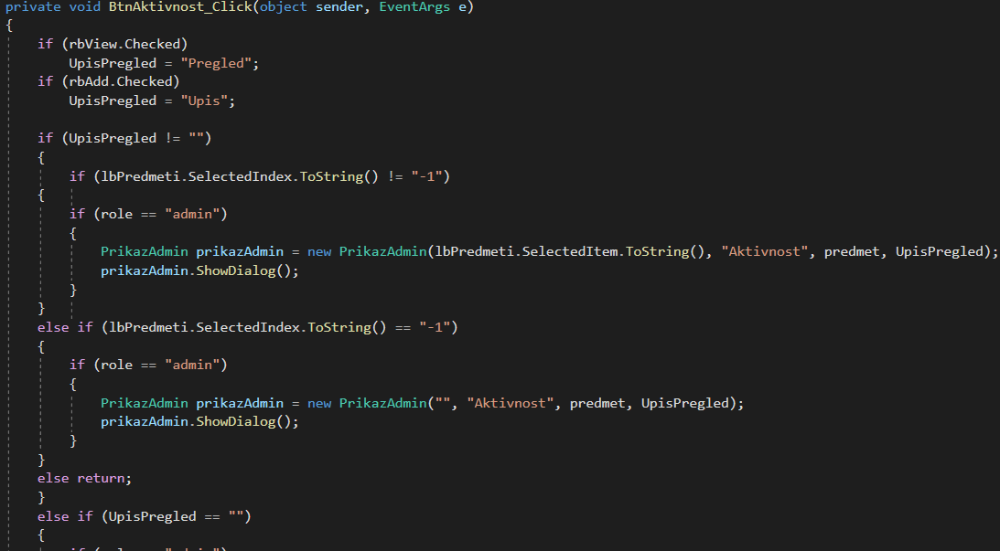 private void BtnAktivnost_Click(object sender, EventArgs e)
{
    if (rbView.Checked)
        UpisPregled = "Pregled";
    if (rbAdd.Checked)
        UpisPregled = "Upis";

    if (UpisPregled != "")
    {
        if (lbPredmeti.SelectedIndex.ToString() != "-1")
    {
        if (role == "admin")
        {
            PrikazAdmin prikazAdmin = new PrikazAdmin(lbPredmeti.SelectedItem.ToString(), "Aktivnost", predmet, UpisPregled);
            prikazAdmin.ShowDialog();
        }
    }
    else if (lbPredmeti.SelectedIndex.ToString() == "-1")
    {
        if (role == "admin")
        {
            PrikazAdmin prikazAdmin = new PrikazAdmin("", "Aktivnost", predmet, UpisPregled);
            prikazAdmin.ShowDialog();
        }
    }
    else return;
    }
    else if (UpisPregled == "")
    {